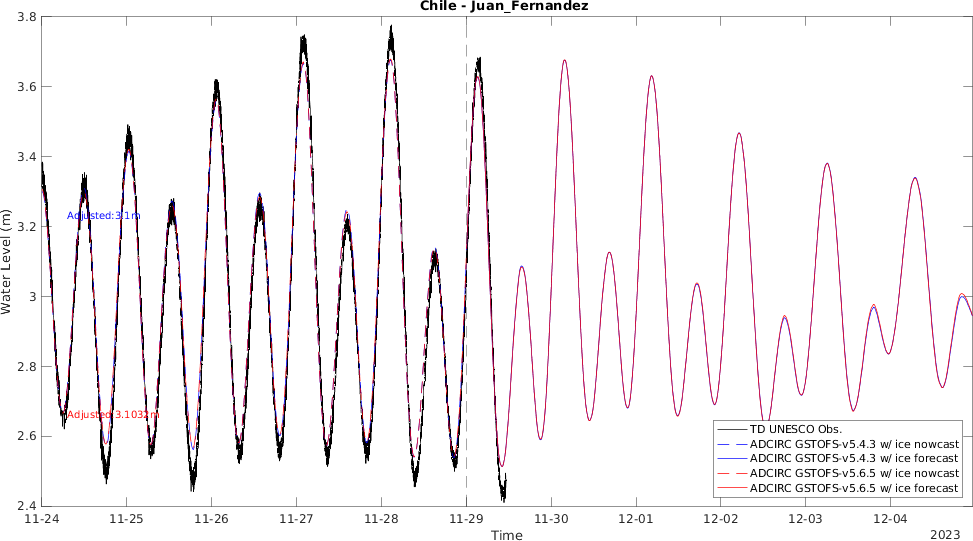 Chile - Juan_Fernandez
3.8
3.6
3.4
3.2
3
2.8
2.6
2.4
Water Level (m)
Adjusted:3.1m
Adjusted:3.1032m
TD UNESCO Obs.
ADCIRC GSTOFS-v5.4.3 w/ ice nowcast
ADCIRC GSTOFS-v5.4.3 w/ ice forecast
ADCIRC GSTOFS-v5.6.5 w/ ice nowcast
ADCIRC GSTOFS-v5.6.5 w/ ice forecast
11-24 11-25 11-26 11-27 11-28 11-29 11-30 12-01 12-02 12-03 12-04
Time
2023